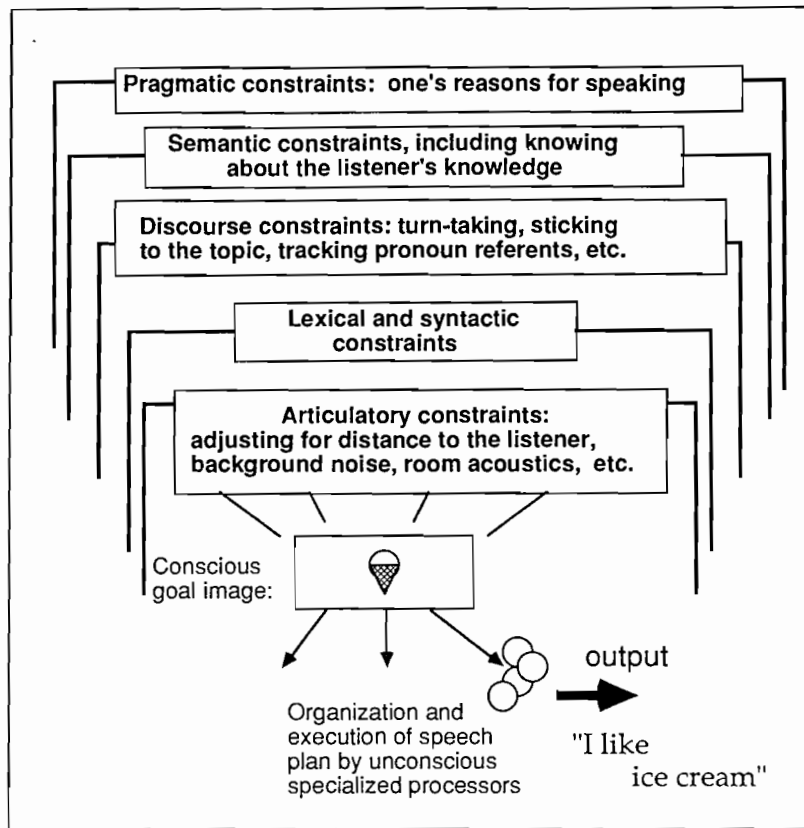 Pragmatic constraints: one's reasons for speaking
Semantic constraints, including knowing
about the listener's knowledge
Discourse constraints: turn-taking, sticking
to the topic, tracking pronoun referents, etc.
Lexical and syntactic
constraints
Articulatory constraints:
adjusting for distance to the listener,
background noise, room acoustics, etc.
Conscious
goal image:
output
Organization and
execution of speech
plan by unconscious
specialized processors
"I like
ice cream"